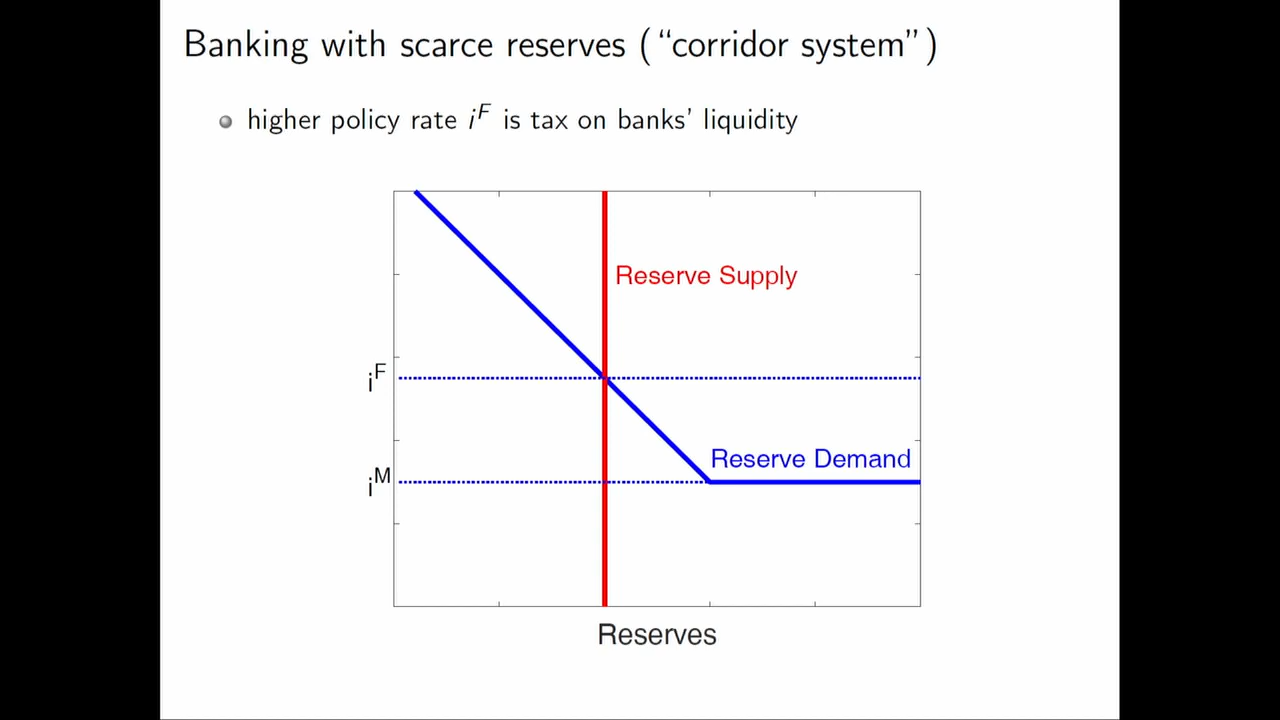 Banking with scarce reserves (“corridor system”)
higher policy rate i^F is tax on banks’ liquidity
Reserve Supply
i^F
Reserve Demand
i^M
Reserves